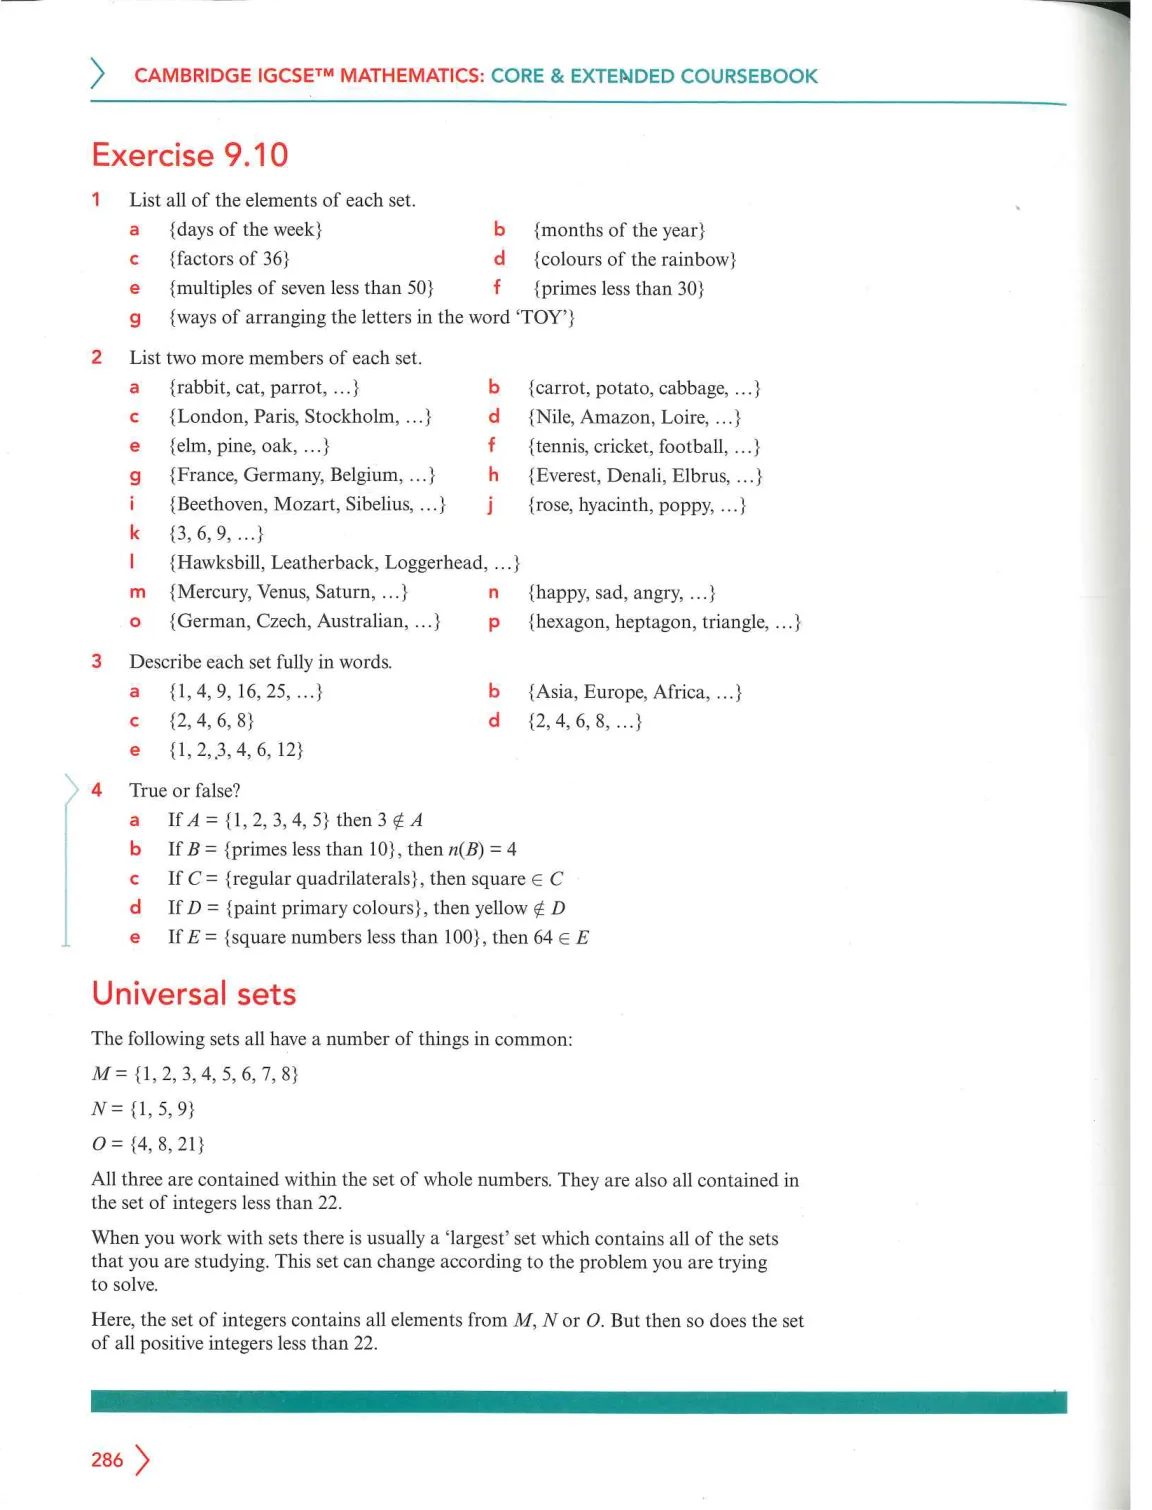 CAMBRIDGE IGCSE™ MATHEMATICS: CORE & EXTENDED COURSEBOOK
Exercise 9.10
1 List all of the elements of each set.
a {days of the week} b {months of the year}
c {factors of 36} d {colours of the rainbow}
e {multiples of seven less than 50} f {primes less than 30}
g {ways of arranging the letters in the word ‘TOY’}
2 List two more members of each set.
a {rabbit, cat, parrot, …} b {carrot, potato, cabbage, …}
c {London, Paris, Stockholm, …} d {Nile, Amazon, Loire, …}
e {elm, pine, oak, …} f {tennis, cricket, football, …}
g {France, Germany, Belgium, …} h {Everest, Denali, Elbrus, …}
i {Beethoven, Mozart, Sibelius, …} j {rose, hyacinth, poppy, …}
k {3, 6, 9, …}
l {Hawksbill, Leatherback, Loggerhead, …}
m {Mercury, Venus, Saturn, …} n {happy, sad, angry, …}
o {German, Czech, Australian, …} p {hexagon, heptagon, triangle, …}
3 Describe each set fully in words.
a {1, 4, 9, 16, 25, …} b {Asia, Europe, Africa, …}
c {2, 4, 6, 8} d {2, 4, 6, 8, …}
e {1, 2, 3, 4, 6, 12}
4 True or false?
a If A = {1, 2, 3, 4, 5} then 3 ∉ A
b If B = {primes less than 10}, then n(B) = 4
c If C = {regular quadrilaterals}, then square ∈ C
d If D = {paint primary colours}, then yellow ∉ D
e If E = {square numbers less than 100}, then 64 ∈ E
Universal sets
The following sets all have a number of things in common:
M = {1, 2, 3, 4, 5, 6, 7, 8}
N = {1, 5, 9}
O = {4, 8, 21}
All three are contained within the set of whole numbers. They are also all contained in
the set of integers less than 22.
When you work with sets there is usually a ‘largest’ set which contains all of the sets
that you are studying. This set can change according to the problem you are trying
to solve.
Here, the set of integers contains all elements from M, N or O. But then so does the set
of all positive integers less than 22.
286